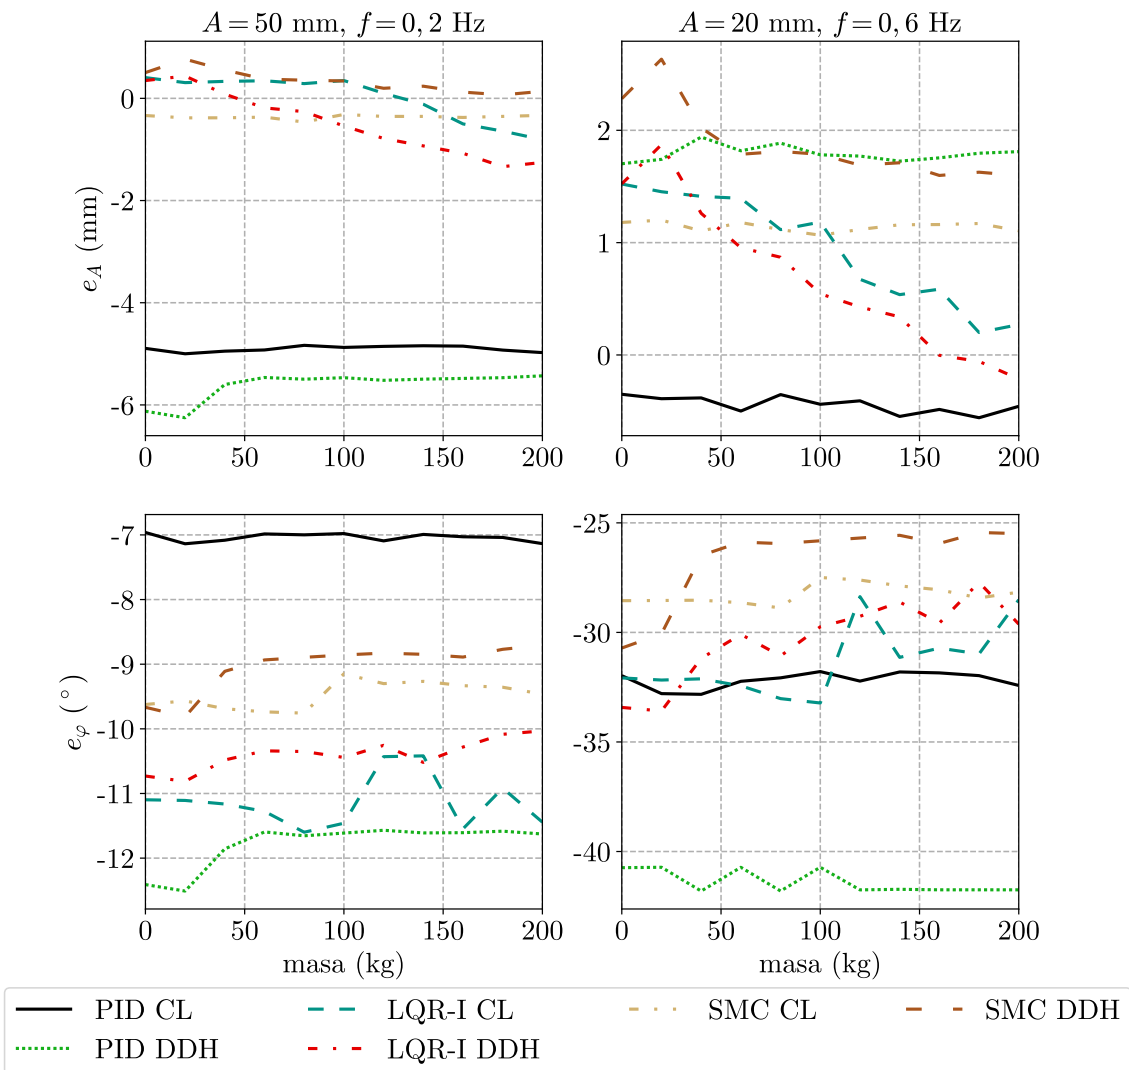 A = 50 mm, f = 0, 2 Hz
A = 20 mm, f = 0, 6 Hz
e_A (mm)
0
-2
-4
-6
0 50 100 150 200
2
1
0
0 50 100 150 200
e_φ (°)
-7
-8
-9
-10
-11
-12
0 50 100 150 200
masa (kg)
-25
-30
-35
-40
0 50 100 150 200
masa (kg)
PID CL LQR-I CL SMC CL SMC DDH
PID DDH LQR-I DDH